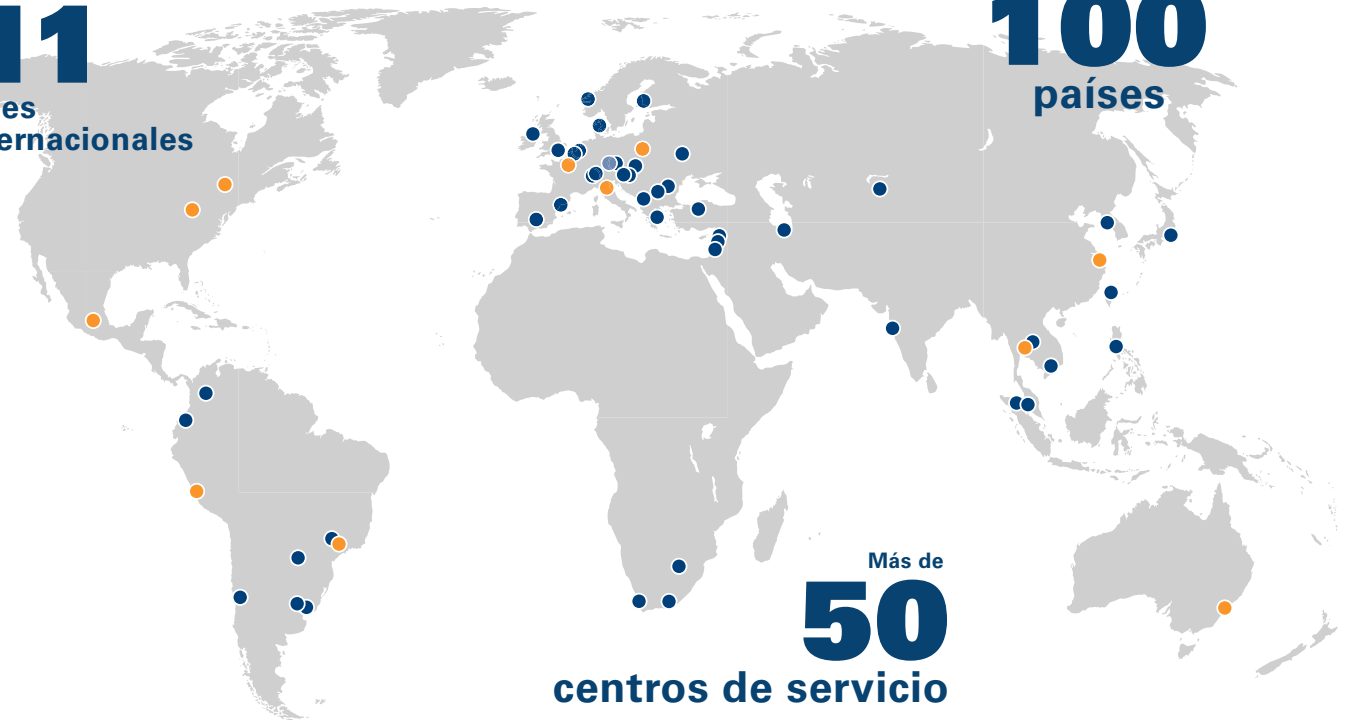 11
es
ernacionales
100
países
Más de
50
centros de servicio